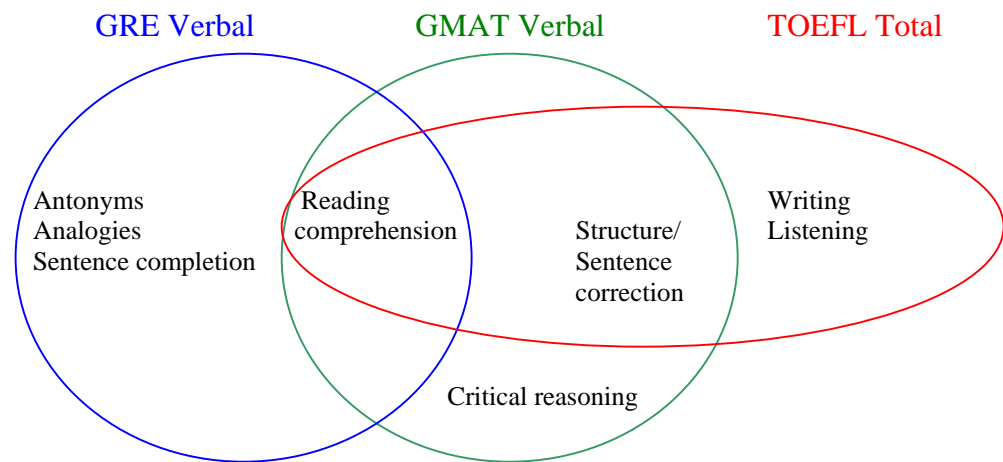 GRE Verbal
GMAT Verbal
TOEFL Total
Antonyms
Analogies
Sentence completion
Reading
comprehension
Structure/
Sentence
correction
Writing
Listening
Critical reasoning